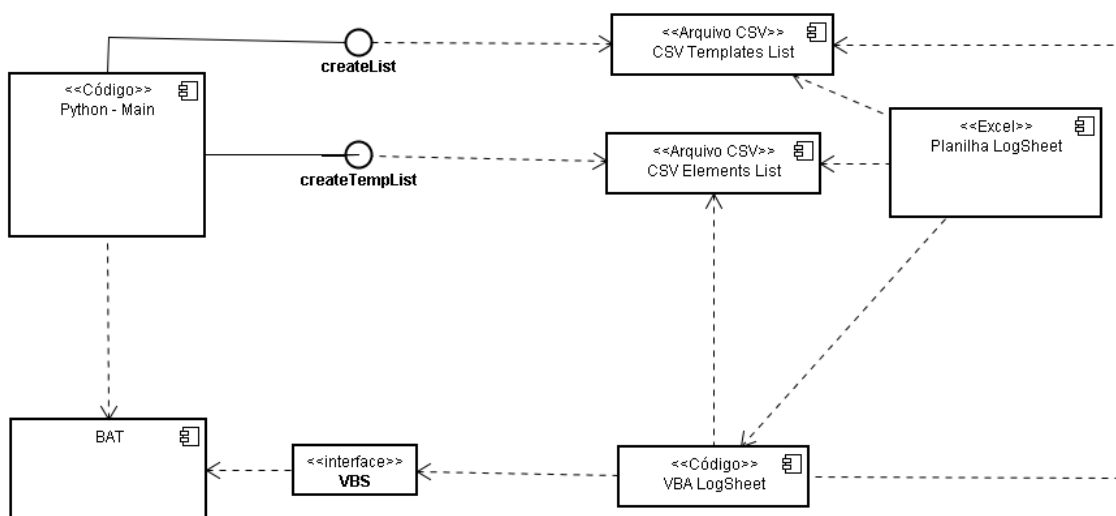 <<Arquivo CSV>>
CSV Templates List
createList
<<Código>>
Python - Main
<<Excel>>
Planilha LogSheet
<<Arquivo CSV>>
CSV Elements List
createTempList
BAT
<<interface>>
VBS
<<Código>>
VBA LogSheet